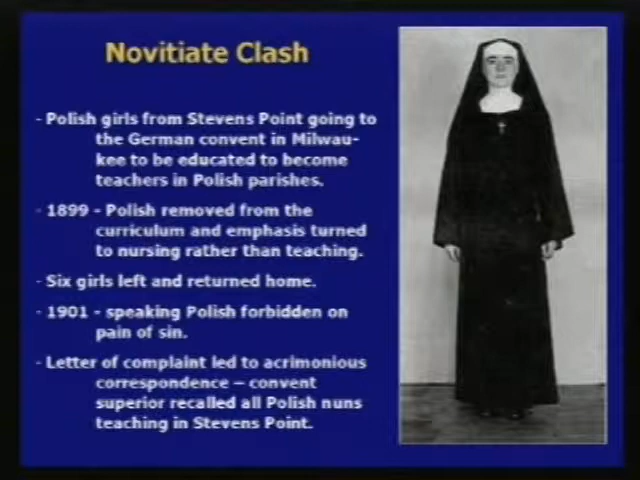 Novitiate Clash
- Polish girls from Stevens Point going to
the German convent in Milwau-
kee to be educated to become
teachers in Polish parishes.
- 1899 - Polish removed from the
curriculum and emphasis turned
to nursing rather than teaching.
- Six girls left and returned home.
- 1901 - speaking Polish forbidden on
pain of sin.
- Letter of complaint led to acrimonious
correspondence – convent
superior recalled all Polish nuns
teaching in Stevens Point.